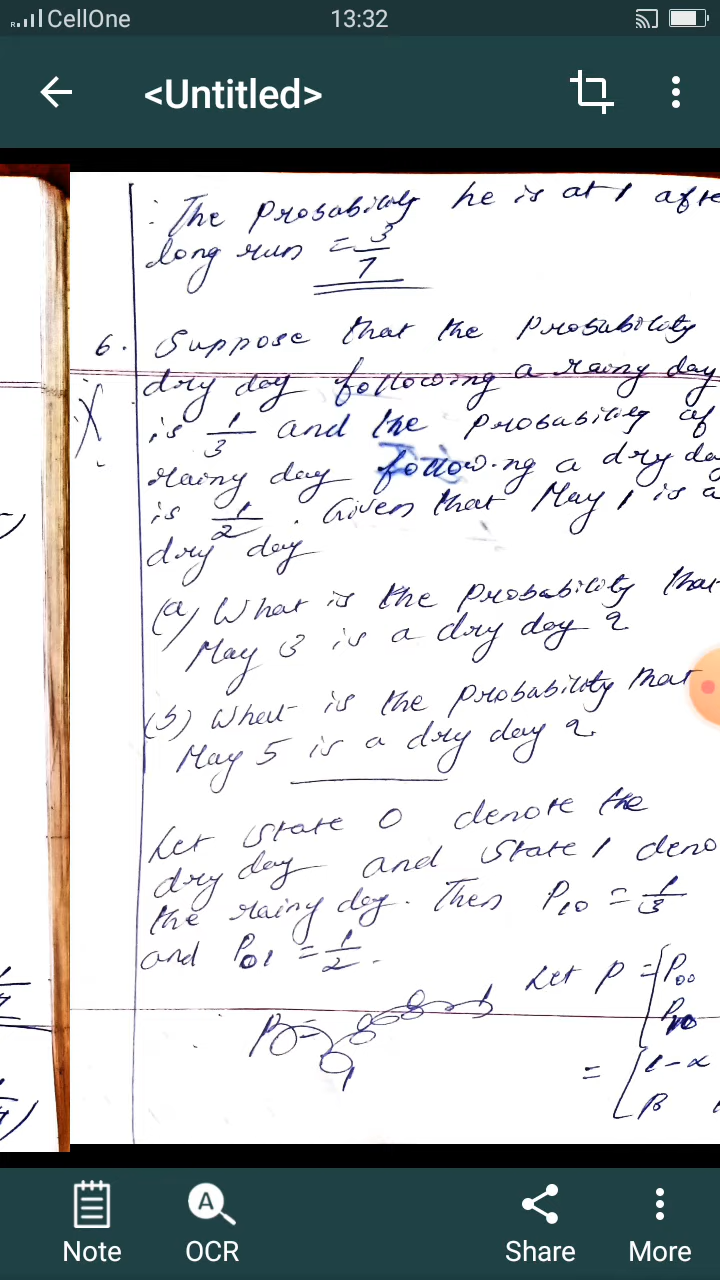 CellOne
13:32
<Untitled>
∴ The probability he is at 1 afte
long run = 3/7
6. Suppose that the probability
dry day following a rainy day
is 1/3 and the probability of
rainy day following a dry da
is 1/2. Given that May 1 is a
dry day
(a) What is the probability that
May 3 is a dry day ?
(b) What is the probability that
May 5 is a dry day ?
Let state 0 denote the
dry day and state 1 deno
the rainy day. Then P10 = 1/3
and P01 = 1/2.
Let P = [P00
P10
= [1-α
β
Note
OCR
Share
More